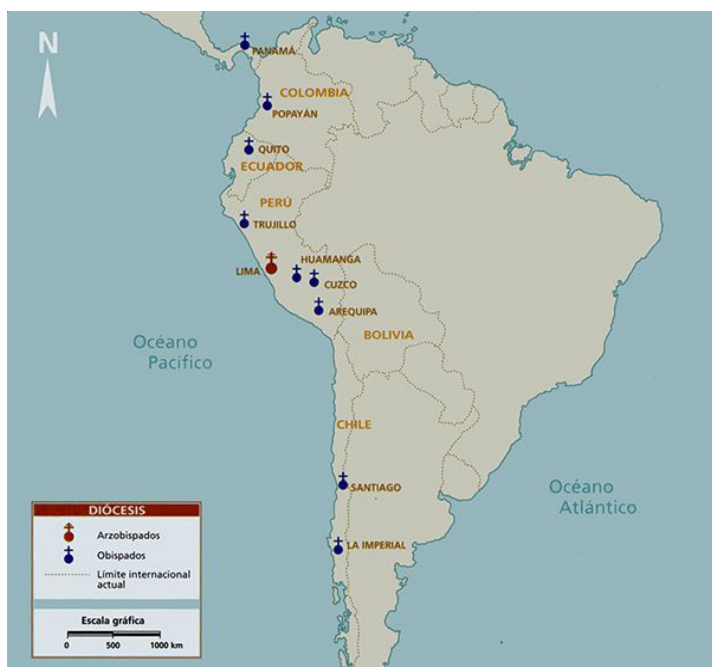 N
PANAMÁ
COLOMBIA
POPAYÁN
QUITO
ECUADOR
PERÚ
TRUJILLO
HUAMANGA
LIMA
CUZCO
AREQUIPA
BOLIVIA
Océano
Pacífico
CHILE
SANTIAGO
Océano
Atlántico
LA IMPERIAL
DIÓCESIS
Arzobispados
Obispados
Límite internacional
actual
Escala gráfica
0 500 1000 km